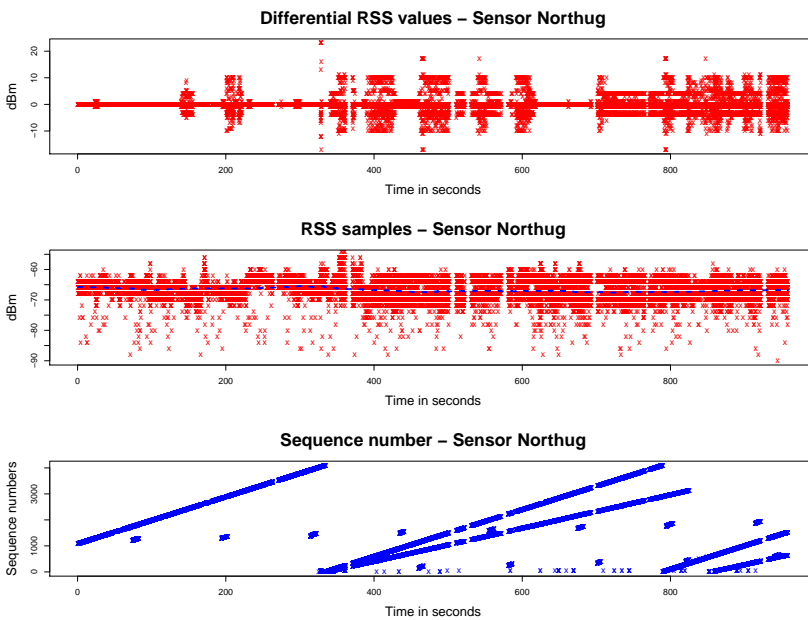 Differential RSS values − Sensor Northug
dBm
20
10
0
−10
0 200 400 600 800
Time in seconds
RSS samples − Sensor Northug
dBm
−60
−70
−80
−90
0 200 400 600 800
Time in seconds
Sequence number − Sensor Northug
Sequence numbers
3000
1000
0
0 200 400 600 800
Time in seconds